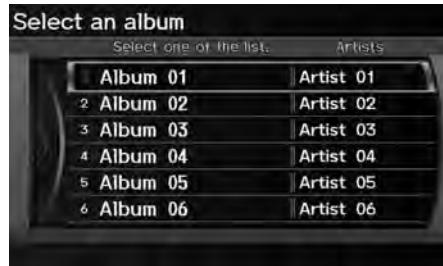 Select an album
Select one of the list. Artists
Album 01 Artist 01
2 Album 02 Artist 02
3 Album 03 Artist 03
4 Album 04 Artist 04
5 Album 05 Artist 05
6 Album 06 Artist 06